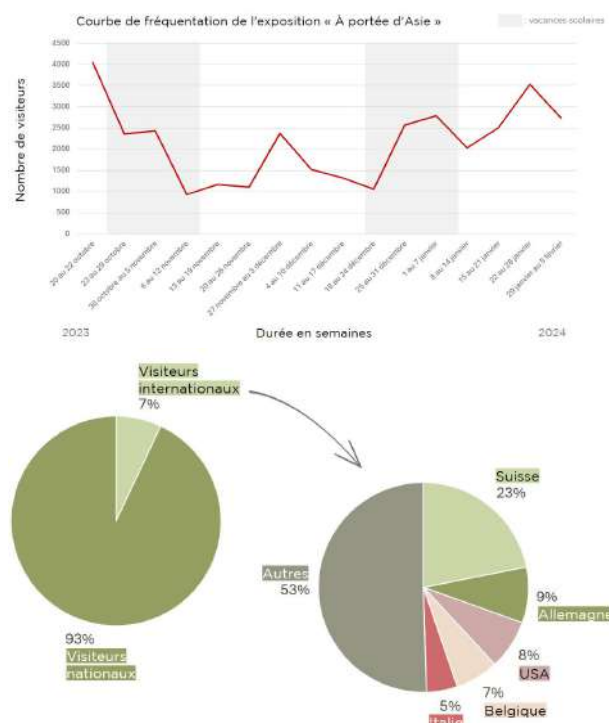 Courbe de fréquentation de l'exposition « À portée d'Asie »
: vacances scolaires
Nombre de visiteurs
4500
4000
3500
3000
2500
2000
1500
1000
500
0
20 au 22 octobre
23 au 29 octobre
30 octobre au 5 novembre
6 au 12 novembre
13 au 19 novembre
20 au 26 novembre
27 novembre au 3 décembre
4 au 10 décembre
11 au 17 décembre
18 au 24 décembre
25 au 31 décembre
1 au 7 janvier
8 au 14 janvier
15 au 21 janvier
22 au 28 janvier
29 janvier au 5 février
2023
Durée en semaines
2024
Visiteurs
internationaux
7%
93%
Visiteurs
nationaux
Suisse
23%
Autres
53%
9%
Allemagne
8%
USA
7%
Belgique
5%
Italie